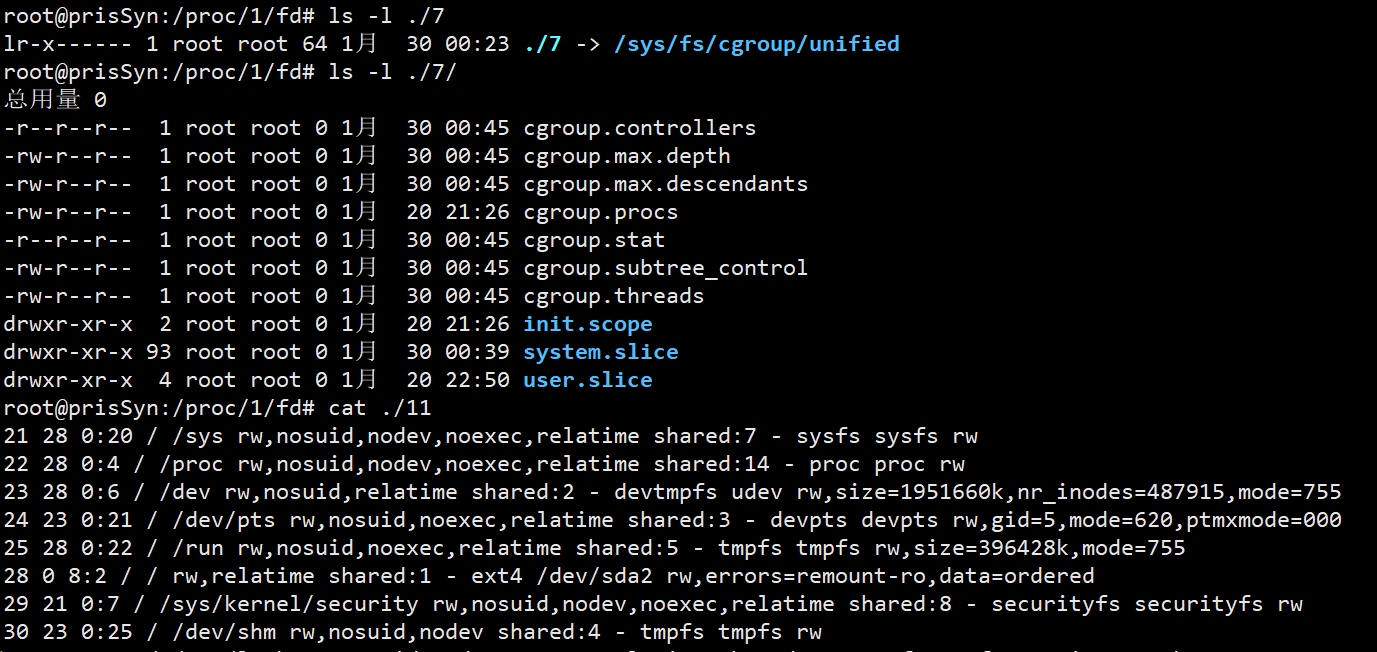 root@prisSyn:/proc/1/fd# ls -l ./7
lr-x------ 1 root root 64 1月  30 00:23 ./7 -> /sys/fs/cgroup/unified
root@prisSyn:/proc/1/fd# ls -l ./7/
总用量 0
-r--r--r--  1 root root 0 1月  30 00:45 cgroup.controllers
-rw-r--r--  1 root root 0 1月  30 00:45 cgroup.max.depth
-rw-r--r--  1 root root 0 1月  30 00:45 cgroup.max.descendants
-rw-r--r--  1 root root 0 1月  20 21:26 cgroup.procs
-r--r--r--  1 root root 0 1月  30 00:45 cgroup.stat
-rw-r--r--  1 root root 0 1月  30 00:45 cgroup.subtree_control
-rw-r--r--  1 root root 0 1月  30 00:45 cgroup.threads
drwxr-xr-x  2 root root 0 1月  20 21:26 init.scope
drwxr-xr-x 93 root root 0 1月  30 00:39 system.slice
drwxr-xr-x  4 root root 0 1月  20 22:50 user.slice
root@prisSyn:/proc/1/fd# cat ./11
21 28 0:20 / /sys rw,nosuid,nodev,noexec,relatime shared:7 - sysfs sysfs rw
22 28 0:4 / /proc rw,nosuid,nodev,noexec,relatime shared:14 - proc proc rw
23 28 0:6 / /dev rw,nosuid,relatime shared:2 - devtmpfs udev rw,size=1951660k,nr_inodes=487915,mode=755
24 23 0:21 / /dev/pts rw,nosuid,noexec,relatime shared:3 - devpts devpts rw,gid=5,mode=620,ptmxmode=000
25 28 0:22 / /run rw,nosuid,noexec,relatime shared:5 - tmpfs tmpfs rw,size=396428k,mode=755
28 0 8:2 / / rw,relatime shared:1 - ext4 /dev/sda2 rw,errors=remount-ro,data=ordered
29 21 0:7 / /sys/kernel/security rw,nosuid,nodev,noexec,relatime shared:8 - securityfs securityfs rw
30 23 0:25 / /dev/shm rw,nosuid,nodev shared:4 - tmpfs tmpfs rw